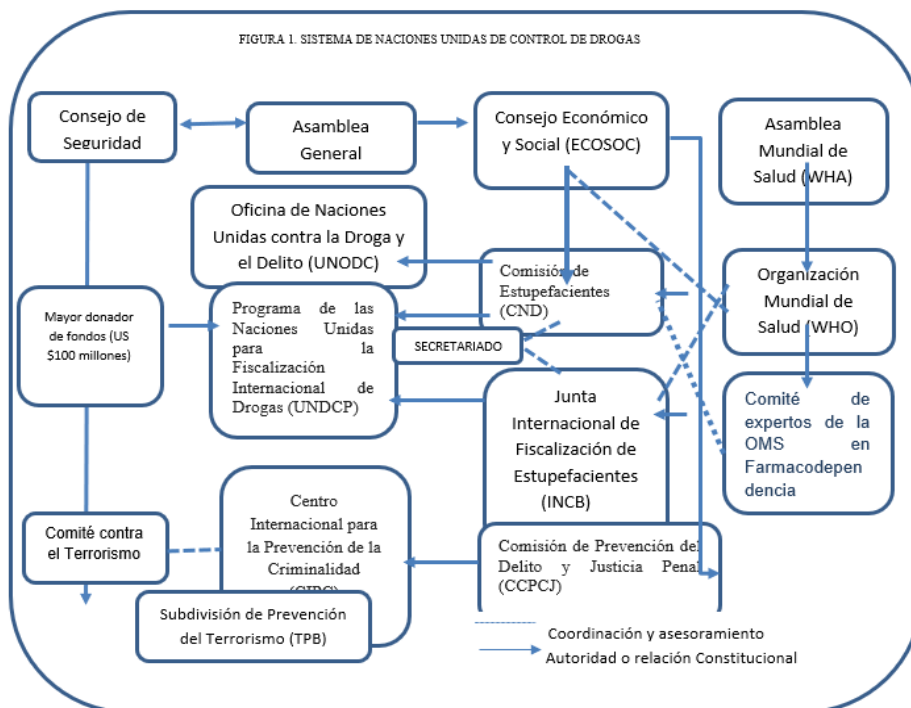 FIGURA 1. SISTEMA DE NACIONES UNIDAS DE CONTROL DE DROGAS
Consejo de
Seguridad
Asamblea
General
Consejo Económico
y Social (ECOSOC)
Asamblea
Mundial de
Salud (WHA)
Oficina de Naciones
Unidas contra la Droga y
el Delito (UNODC)
Comisión de
Estupefacientes
(CND)
Organización
Mundial de
Salud (WHO)
Mayor donador
de fondos (US
$100 millones)
Programa de las
Naciones Unidas
para la
Fiscalización
Internacional de
Drogas (UNDCP)
SECRETARIADO
Junta
Internacional de
Fiscalización de
Estupefacientes
(INCB)
Comité de
expertos de la
OMS en
Farmacodepen
dencia
Comité contra
el Terrorismo
Centro
Internacional para
la Prevención de la
Criminalidad
Comisión de Prevención del
Delito y Justicia Penal
(CCPCJ)
Subdivisión de Prevención
del Terrorismo (TPB)
Coordinación y asesoramiento
Autoridad o relación Constitucional